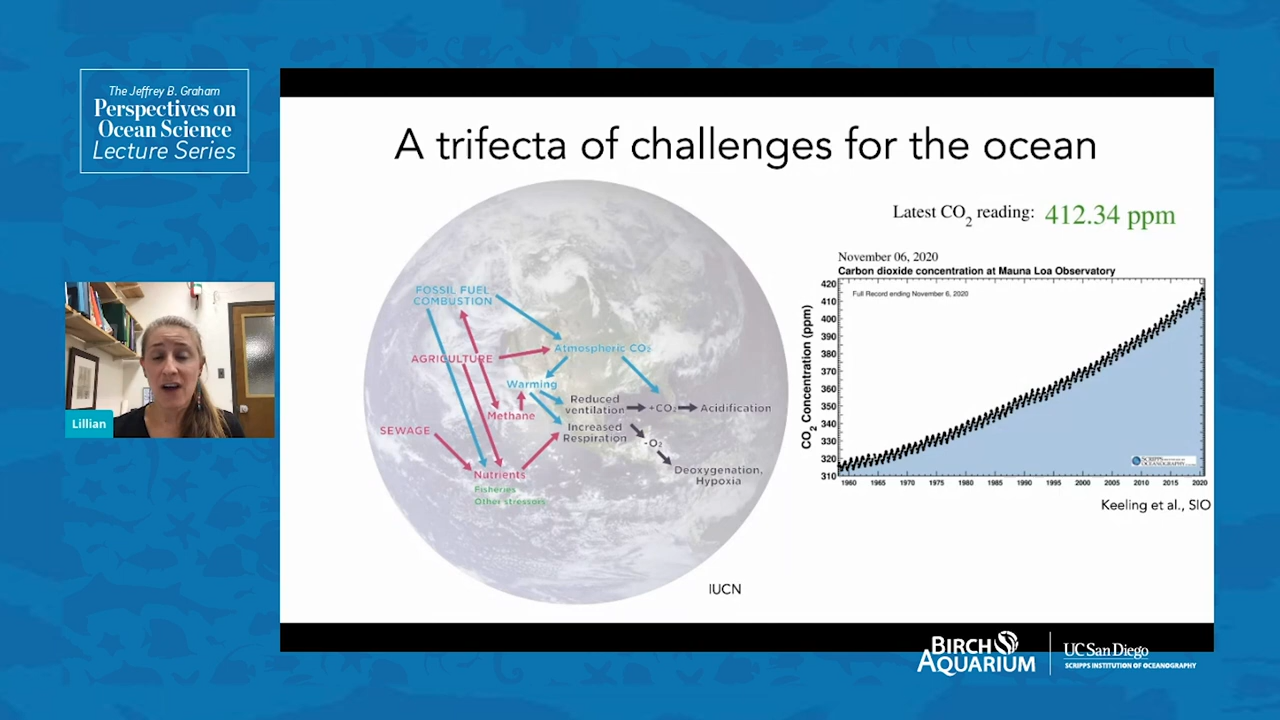 The Jeffrey B. Graham
Perspectives on
Ocean Science
Lecture Series
Lillian
A trifecta of challenges for the ocean
FOSSIL FUEL
COMBUSTION
AGRICULTURE
Atmospheric CO₂
Warming
Methane
Reduced
ventilation
+CO₂
Acidification
SEWAGE
Increased
Respiration
-O₂
Nutrients
Fisheries
Other stressors
Deoxygenation,
Hypoxia
IUCN
Latest CO₂ reading: 412.34 ppm
November 06, 2020
Carbon dioxide concentration at Mauna Loa Observatory
Full Record ending November 6, 2020
CO₂ Concentration (ppm)
420
410
400
390
380
370
360
350
340
330
320
310
1960 1965 1970 1975 1980 1985 1990 1995 2000 2005 2010 2015 2020
SCRIPPS INSTITUTION OF
OCEANOGRAPHY
Keeling et al., SIO
BIRCH
AQUARIUM
UC San Diego
SCRIPPS INSTITUTION OF OCEANOGRAPHY